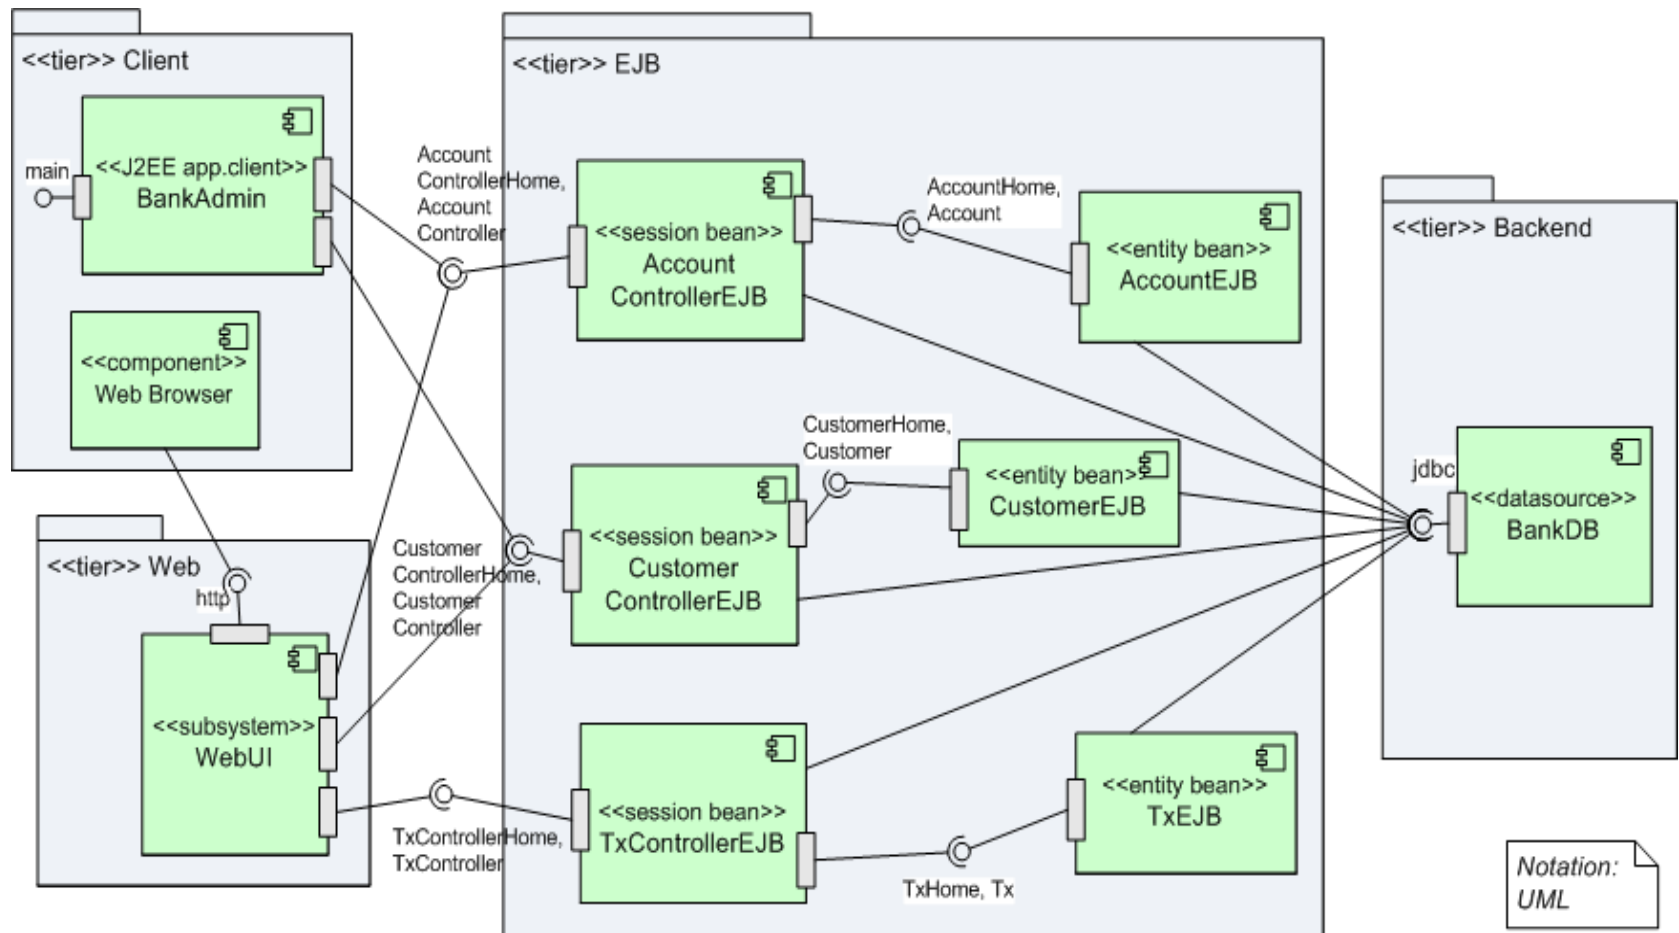 <<tier>> Client
<<J2EE app.client>>
BankAdmin
main
<<component>>
Web Browser
<<tier>> Web
http
<<subsystem>>
WebUI
Account
ControllerHome,
Account
Controller
Customer
ControllerHome,
Customer
Controller
TxControllerHome,
TxController
<<tier>> EJB
<<session bean>>
Account
ControllerEJB
AccountHome,
Account
<<entity bean>>
AccountEJB
<<session bean>>
Customer
ControllerEJB
CustomerHome,
Customer
<<entity bean>>
CustomerEJB
<<session bean>>
TxControllerEJB
TxHome, Tx
<<entity bean>>
TxEJB
<<tier>> Backend
jdbc
<<datasource>>
BankDB
Notation:
UML